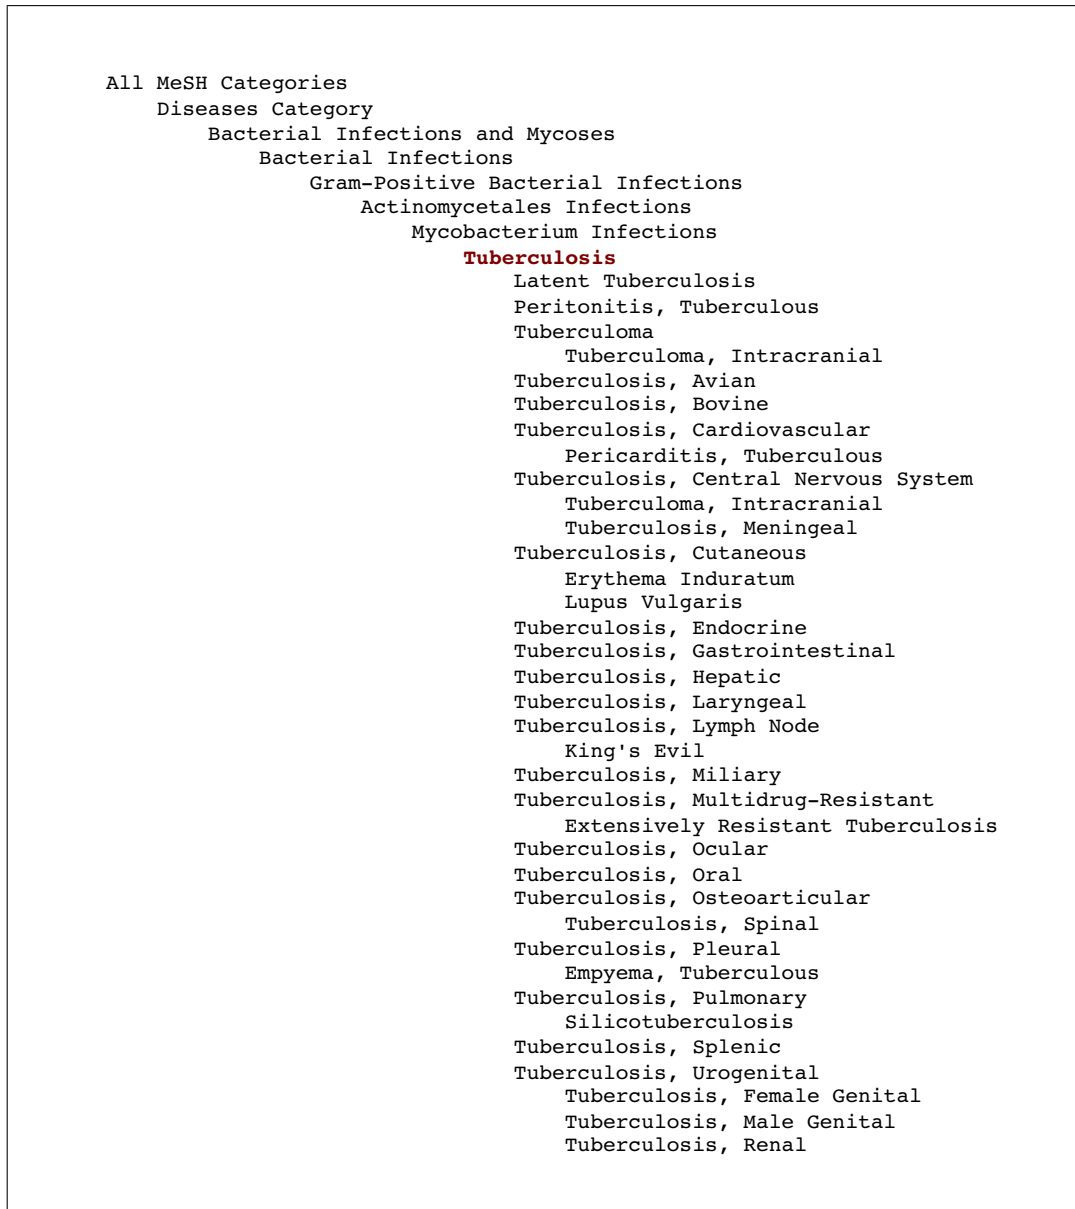 All MeSH Categories
Diseases Category
Bacterial Infections and Mycoses
Bacterial Infections
Gram-Positive Bacterial Infections
Actinomycetales Infections
Mycobacterium Infections
Tuberculosis
Latent Tuberculosis
Peritonitis, Tuberculous
Tuberculoma
Tuberculoma, Intracranial
Tuberculosis, Avian
Tuberculosis, Bovine
Tuberculosis, Cardiovascular
Pericarditis, Tuberculous
Tuberculosis, Central Nervous System
Tuberculoma, Intracranial
Tuberculosis, Meningeal
Tuberculosis, Cutaneous
Erythema Induratum
Lupus Vulgaris
Tuberculosis, Endocrine
Tuberculosis, Gastrointestinal
Tuberculosis, Hepatic
Tuberculosis, Laryngeal
Tuberculosis, Lymph Node
King's Evil
Tuberculosis, Miliary
Tuberculosis, Multidrug-Resistant
Extensively Resistant Tuberculosis
Tuberculosis, Ocular
Tuberculosis, Oral
Tuberculosis, Osteoarticular
Tuberculosis, Spinal
Tuberculosis, Pleural
Empyema, Tuberculous
Tuberculosis, Pulmonary
Silicotuberculosis
Tuberculosis, Splenic
Tuberculosis, Urogenital
Tuberculosis, Female Genital
Tuberculosis, Male Genital
Tuberculosis, Renal